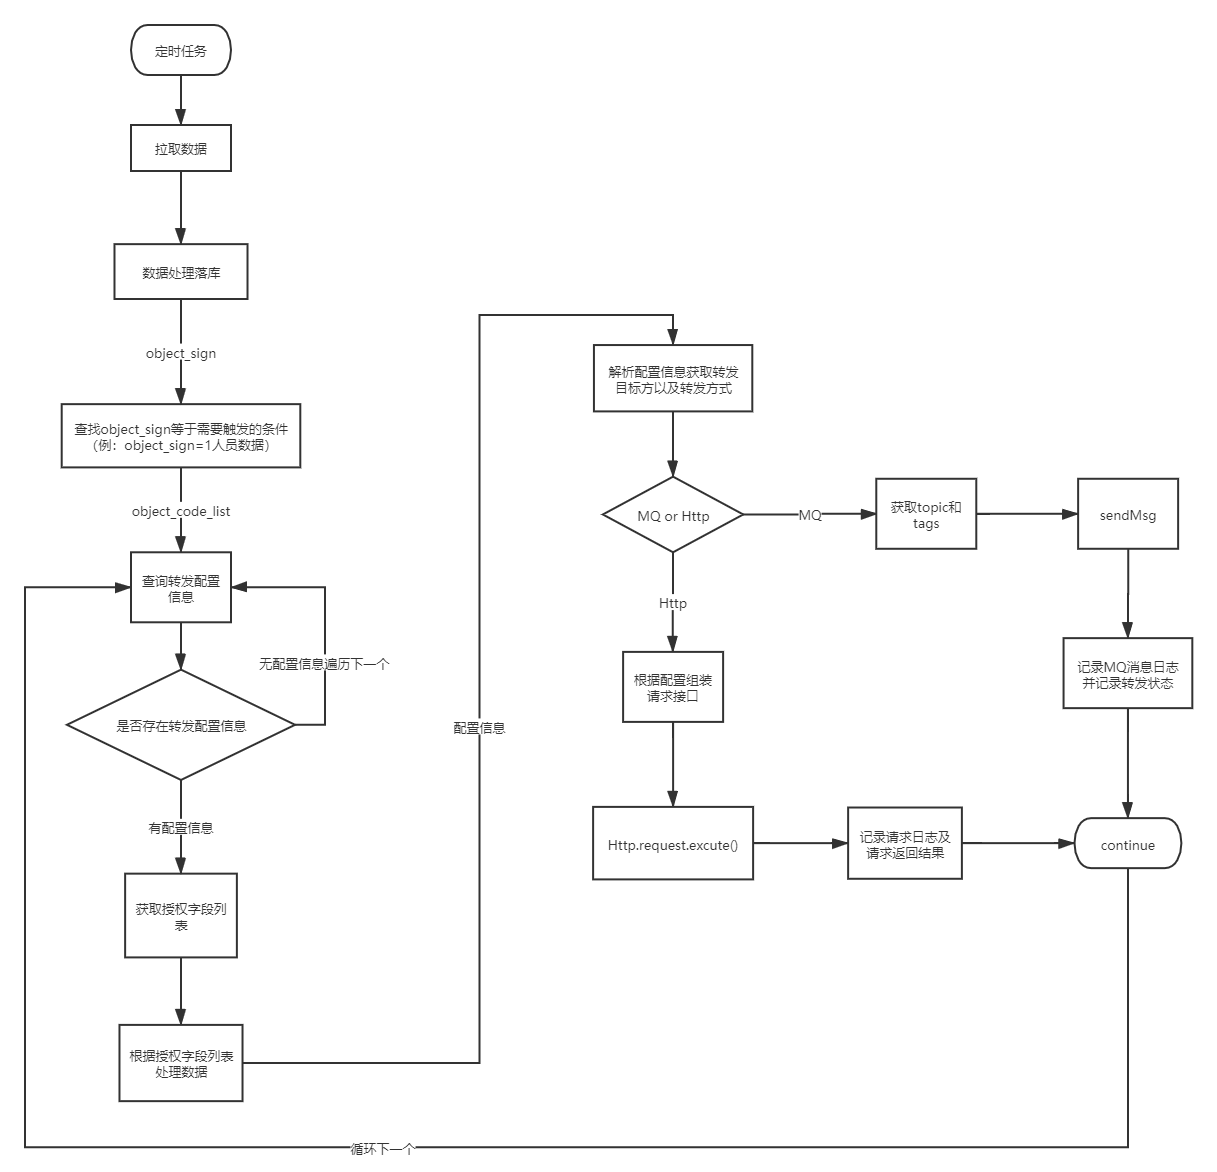 定时任务
拉取数据
数据处理落库
object_sign
查找object_sign等于需要触发的条件
（例：object_sign=1人员数据）
object_code_list
查询转发配置
信息
无配置信息遍历下一个
是否存在转发配置信息
有配置信息
获取授权字段列
表
根据授权字段列表
处理数据
配置信息
解析配置信息获取转发
目标方以及转发方式
MQ or Http
MQ
获取topic和
tags
sendMsg
记录MQ消息日志
并记录转发状态
Http
根据配置组装
请求接口
Http.request.excute()
记录请求日志及
请求返回结果
continue
循环下一个